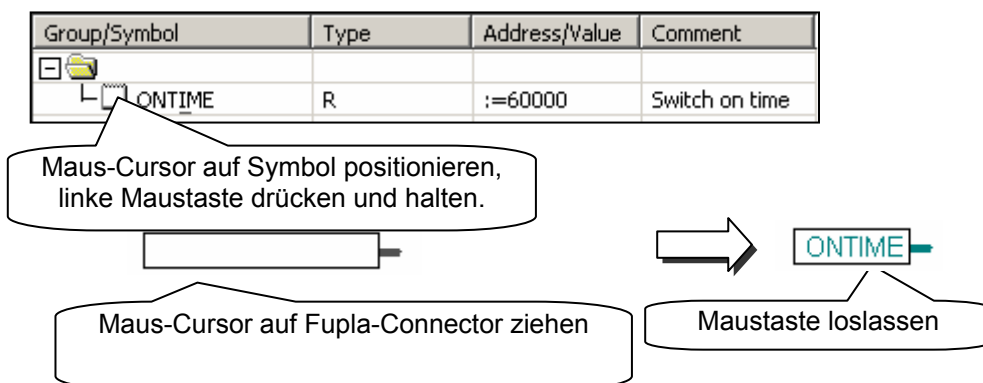 Group/Symbol Type Address/Value Comment
ONTIME R :=60000 Switch on time
Maus-Cursor auf Symbol positionieren,
linke Maustaste drücken und halten.
ONTIME
Maus-Cursor auf Fupla-Connector ziehen
Maustaste loslassen